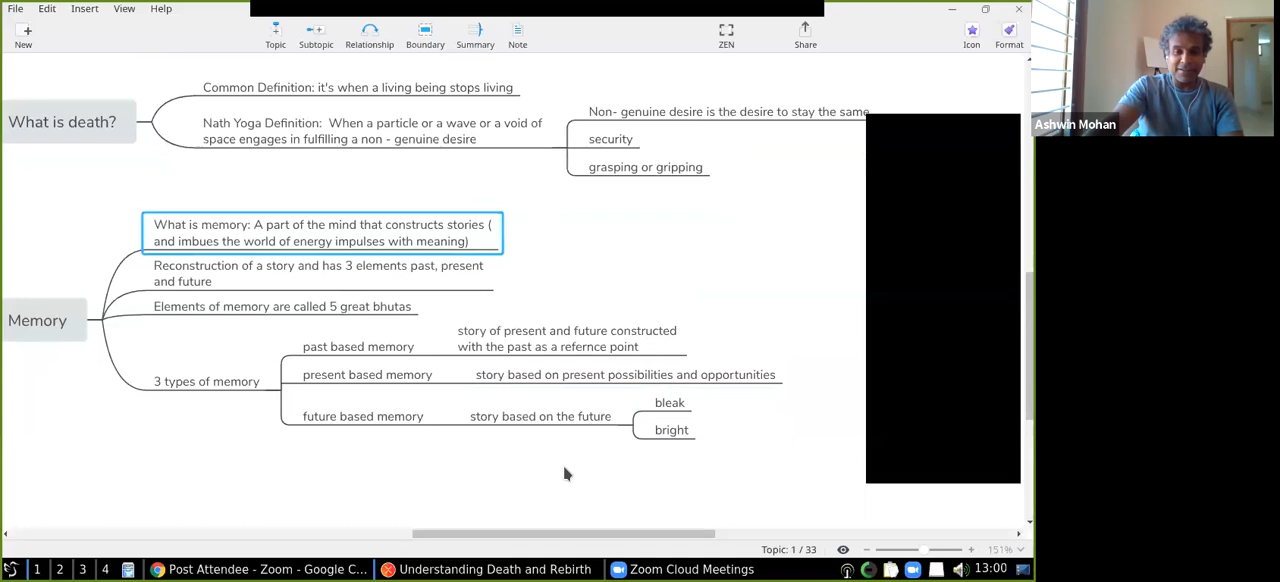 File Edit Insert View Help
New
Topic Subtopic Relationship Boundary Summary Note
ZEN
Share
Icon Format
Ashwin Mohan
What is death?
Common Definition: it's when a living being stops living
Nath Yoga Definition: When a particle or a wave or a void of
space engages in fulfilling a non - genuine desire
Non- genuine desire is the desire to stay the same
security
grasping or gripping
Memory
What is memory: A part of the mind that constructs stories (
and imbues the world of energy impulses with meaning)
Reconstruction of a story and has 3 elements past, present
and future
Elements of memory are called 5 great bhutas
3 types of memory
past based memory
story of present and future constructed
with the past as a refernce point
present based memory
story based on present possibilities and opportunities
future based memory
story based on the future
bleak
bright
Topic: 1 / 33
151%
1 2 3 4
Post Attendee - Zoom - Google C...
Understanding Death and Rebirth
Zoom Cloud Meetings
13:00